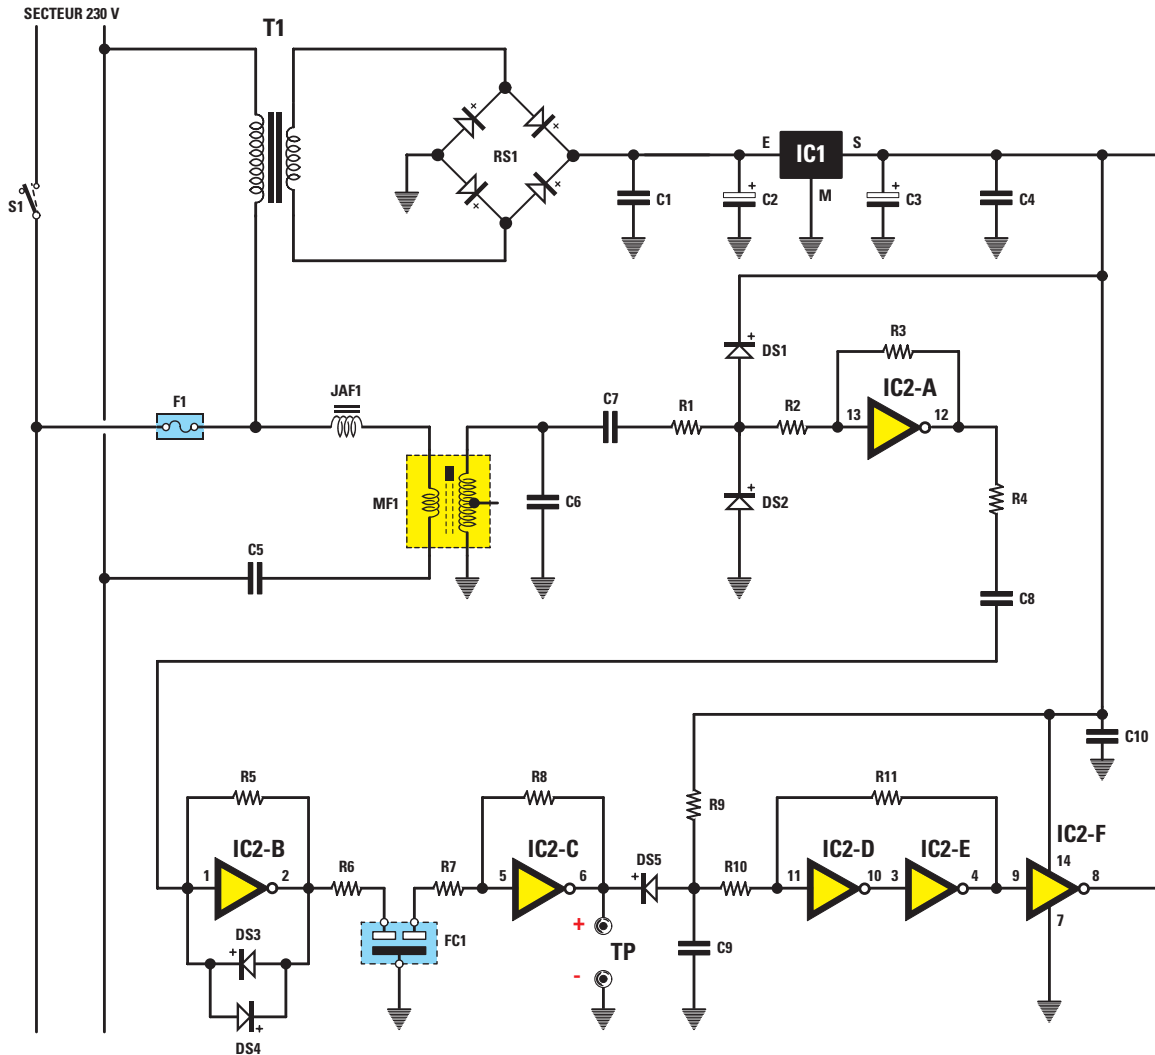 SECTEUR 230 V
T1
RS1
E
IC1
S
M
C1
+
C2
+
C3
C4
S1
F1
JAF1
MF1
C5
C6
C7
R1
+
DS1
+
DS2
R2
R3
IC2-A
13
12
R4
C8
C10
R5
IC2-B
1
2
DS3
+
DS4
+
R6
FC1
R7
R8
IC2-C
5
6
+
TP
-
DS5
+
R9
C9
R10
R11
IC2-D
11
10
IC2-E
3
4
IC2-F
9
14
7
8